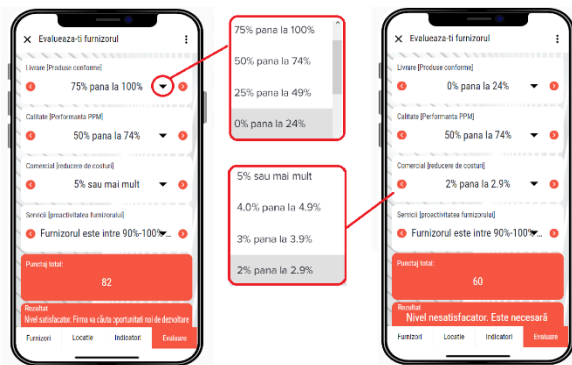 Evalueaza-ti furnizorul
Livrare [Produse conforme]
75% pana la 100%
Calitate [Performanta PPM]
50% pana la 74%
Comercial [reducere de costuri]
5% sau mai mult
Servicii [proactivitatea furnizorului]
Furnizorul este intre 90%-100%...
Punctaj total:
82
Rezultat
Nivel satisfacator. Firma va căuta oportunitati noi de dezvoltare
Furnizori Locatie Indicatori Evaluare
75% pana la 100%
50% pana la 74%
25% pana la 49%
0% pana la 24%
5% sau mai mult
4.0% pana la 4.9%
3% pana la 3.9%
2% pana la 2.9%
Evalueaza-ti furnizorul
Livrare [Produse conforme]
0% pana la 24%
Calitate [Performanta PPM]
50% pana la 74%
Comercial [reducere de costuri]
2% pana la 2.9%
Servicii [proactivitatea furnizorului]
Furnizorul este intre 90%-100%...
Punctaj total:
60
Rezultat
Nivel nesatisfacator. Este necesară
Furnizori Locatie Indicatori Evaluare